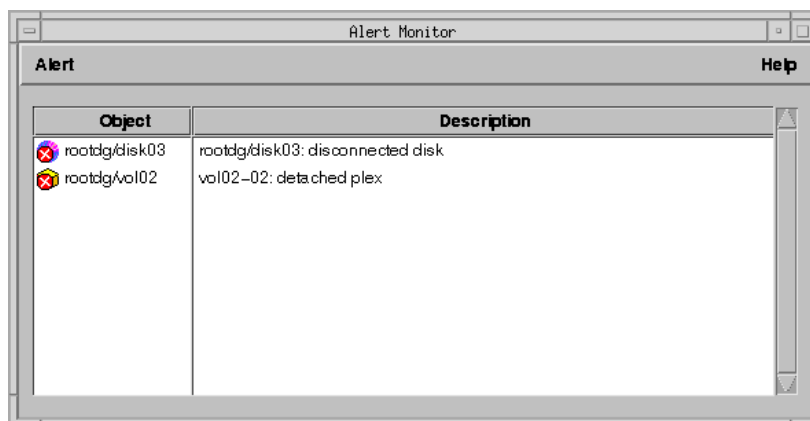 Alert Monitor
Alert Help
Object Description
rootdg/disk03 rootdg/disk03: disconnected disk
rootdg/vol02 vol02-02: detached plex